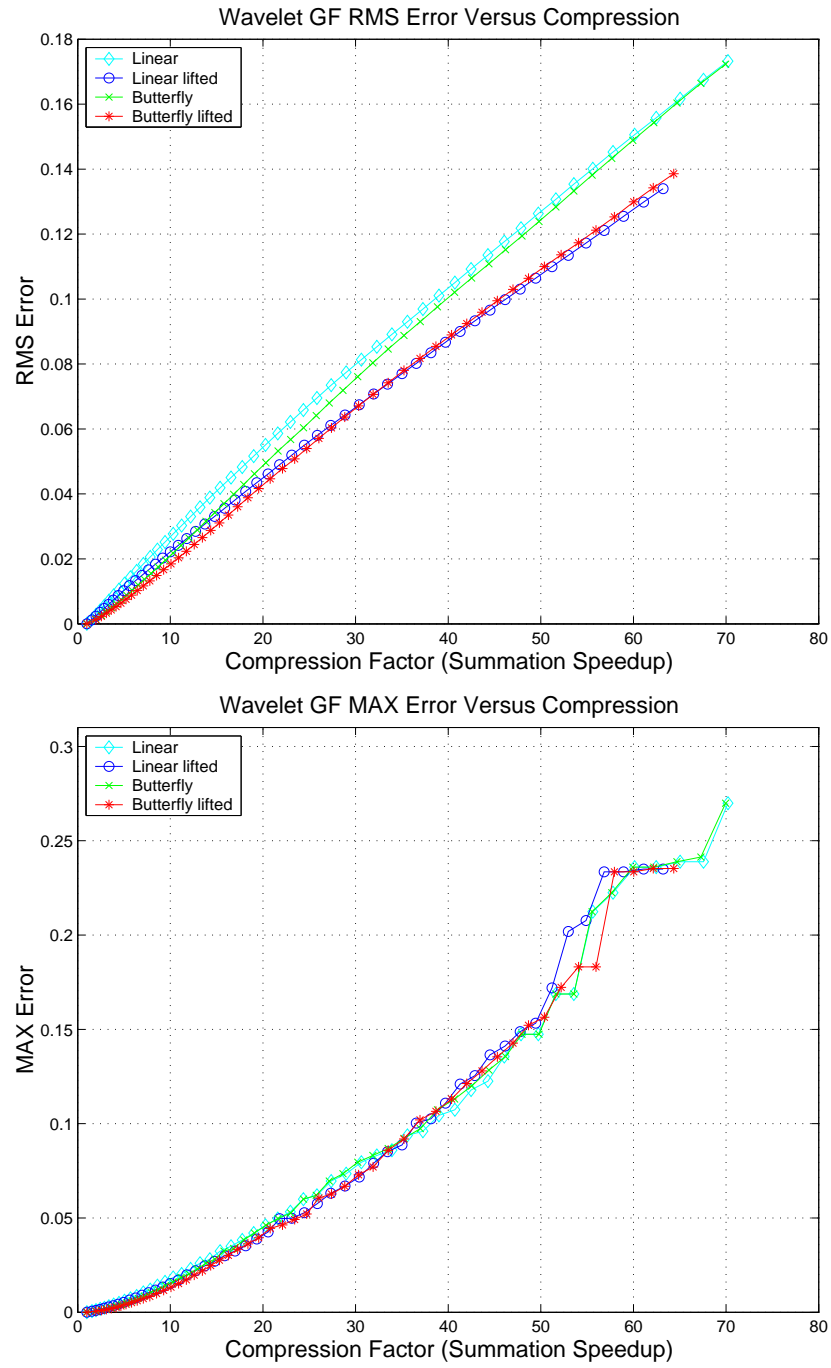 Wavelet GF RMS Error Versus Compression
0.18
0.16
0.14
0.12
0.1
0.08
0.06
0.04
0.02
0
RMS Error
Linear
Linear lifted
Butterfly
Butterfly lifted
0 10 20 30 40 50 60 70 80
Compression Factor (Summation Speedup)
Wavelet GF MAX Error Versus Compression
0.3
0.25
0.2
0.15
0.1
0.05
0
MAX Error
Linear
Linear lifted
Butterfly
Butterfly lifted
0 10 20 30 40 50 60 70 80
Compression Factor (Summation Speedup)